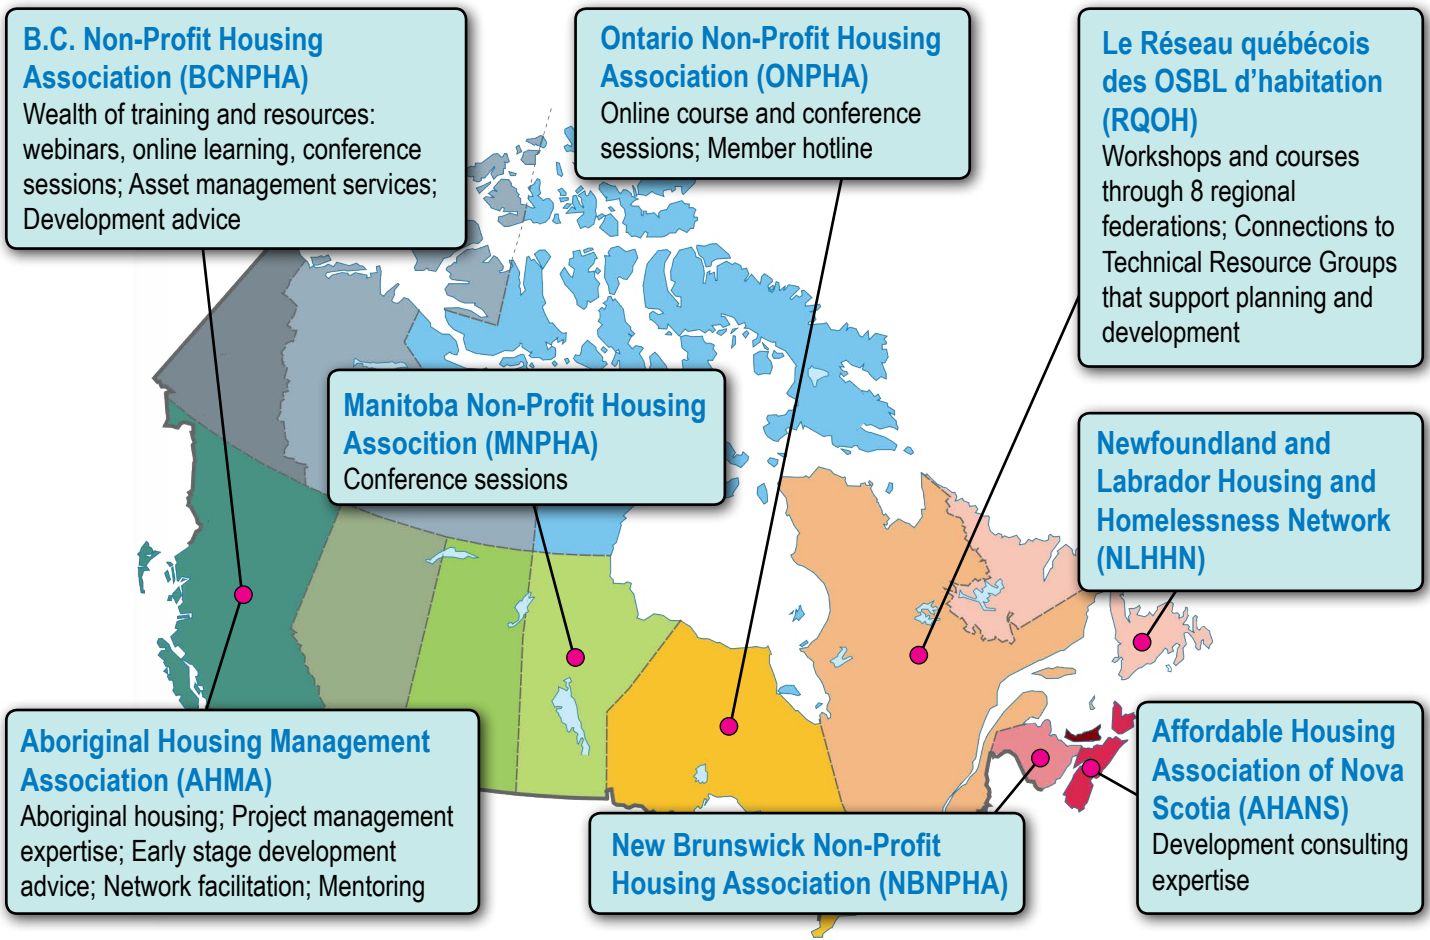 B.C. Non-Profit Housing
Association (BCNPHA)
Wealth of training and resources:
webinars, online learning, conference
sessions; Asset management services;
Development advice
Ontario Non-Profit Housing
Association (ONPHA)
Online course and conference
sessions; Member hotline
Le Réseau québécois
des OSBL d’habitation
(RQOH)
Workshops and courses
through 8 regional
federations; Connections to
Technical Resource Groups
that support planning and
development
Manitoba Non-Profit Housing
Assocition (MNPHA)
Conference sessions
Newfoundland and
Labrador Housing and
Homelessness Network
(NLHHN)
Aboriginal Housing Management
Association (AHMA)
Aboriginal housing; Project management
expertise; Early stage development
advice; Network facilitation; Mentoring
New Brunswick Non-Profit
Housing Association (NBNPHA)
Affordable Housing
Association of Nova
Scotia (AHANS)
Development consulting
expertise